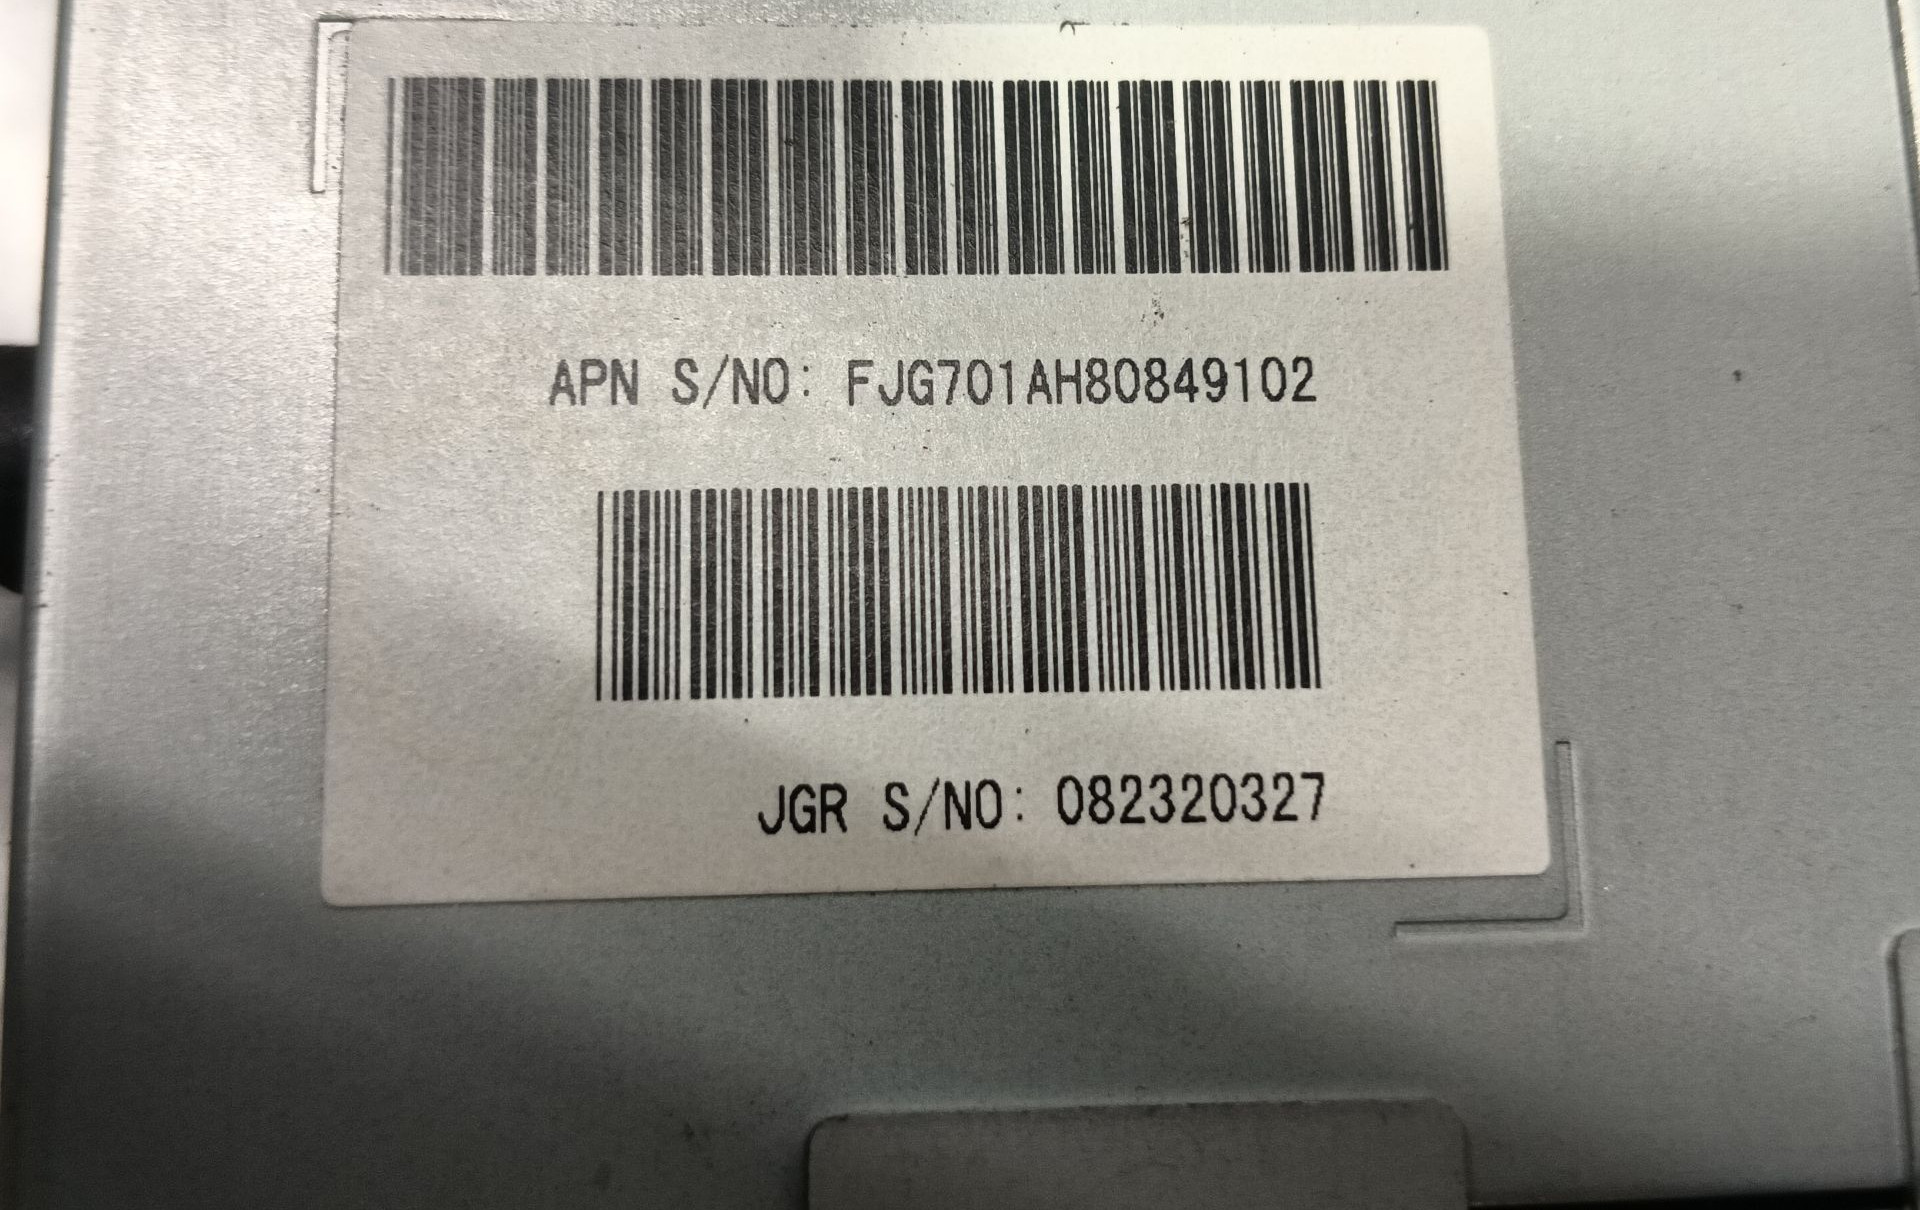 APN S/NO: FJG701AH80849102
JGR S/NO: 082320327